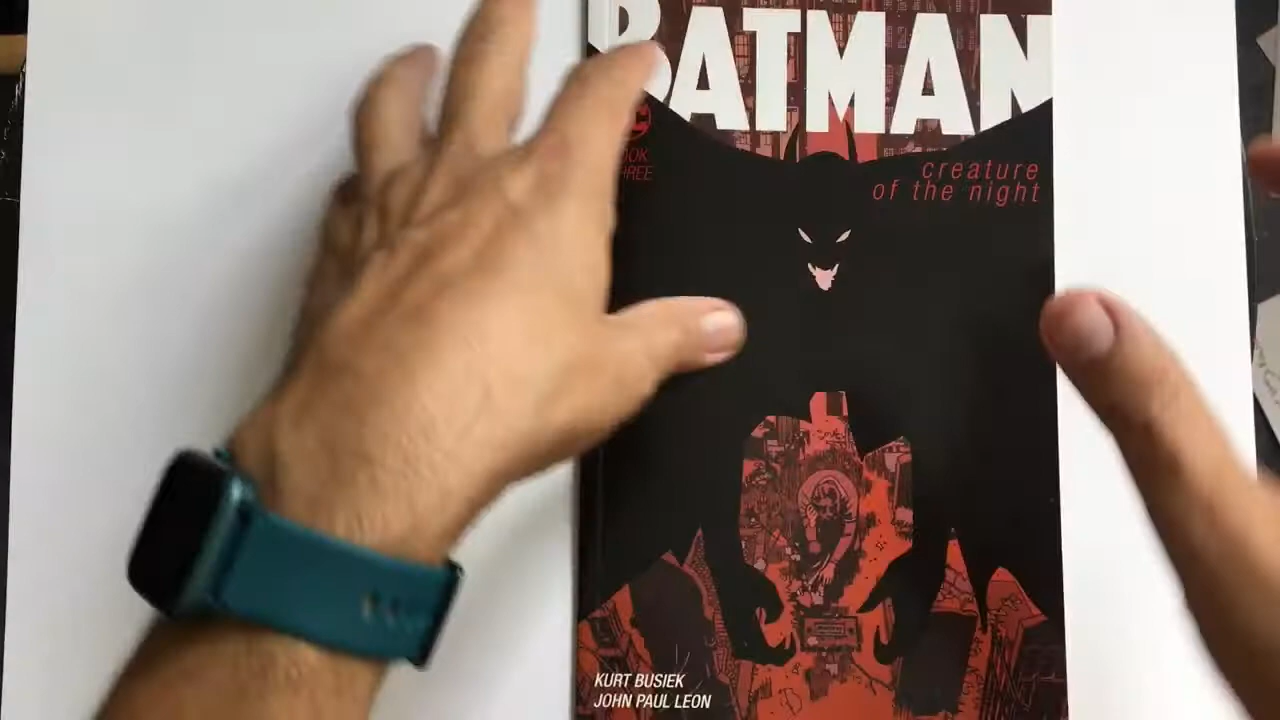 BATMAN
creature
of the night
KURT BUSIEK
JOHN PAUL LEON